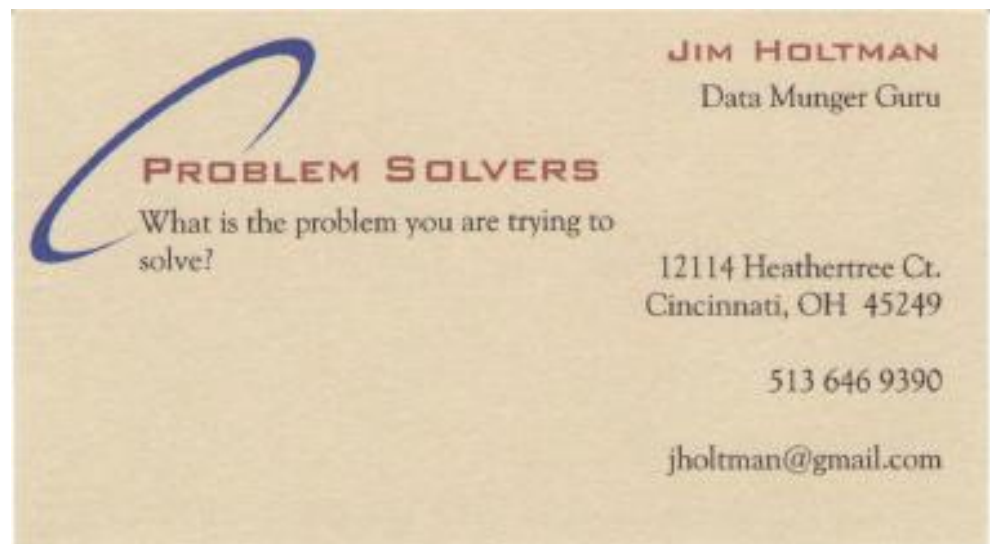 JIM HOLTMAN
Data Munger Guru
PROBLEM SOLVERS
What is the problem you are trying to
solve?
12114 Heathertree Ct.
Cincinnati, OH 45249
513 646 9390
jholtman@gmail.com